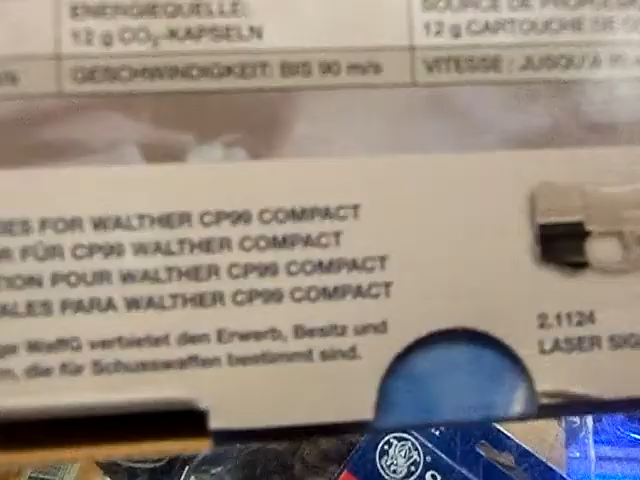 ENERGIEQUELLE:
12 g CO₂-KAPSELN
SOURCE DE
12 g CARTOUCHE DE
m/s
GESCHWINDIGKEIT: BIS 90 m/s
VITESSE : JUSQU'À
FOR WALTHER CP99 COMPACT
R FÜR CP99 WALTHER COMPACT
TION POUR WALTHER CP99 COMPACT
ALES PARA WALTHER CP99 COMPACT
WaffG verbietet den Erwerb, Besitz und
die für Schusswaffen bestimmt sind.
2.1124
LASER